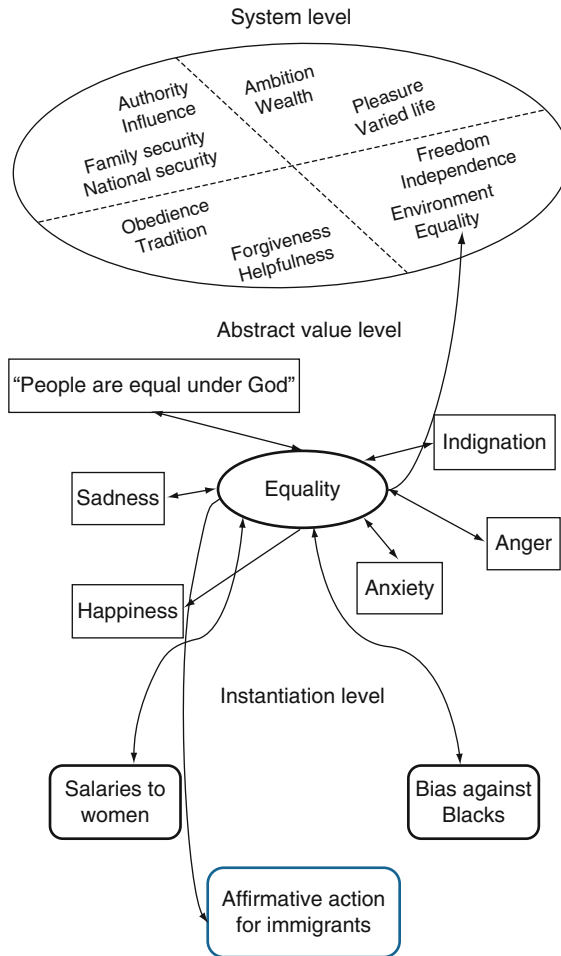 System level
Authority
Influence
Ambition
Wealth
Pleasure
Varied life
Family security
National security
Freedom
Independence
Obedience
Tradition
Forgiveness
Helpfulness
Environment
Equality
Abstract value level
“People are equal under God”
Indignation
Sadness
Equality
Anger
Happiness
Anxiety
Instantiation level
Salaries to
women
Bias against
Blacks
Affirmative action
for immigrants